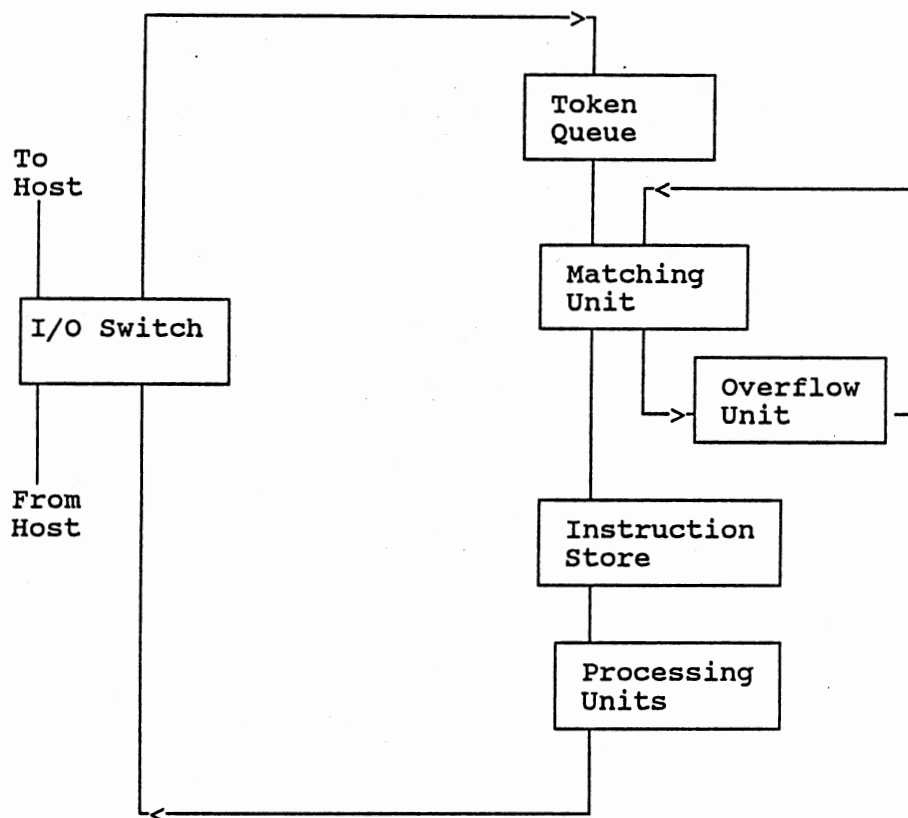 Token
Queue
To
Host
Matching
Unit
I/O Switch
Overflow
Unit
From
Host
Instruction
Store
Processing
Units